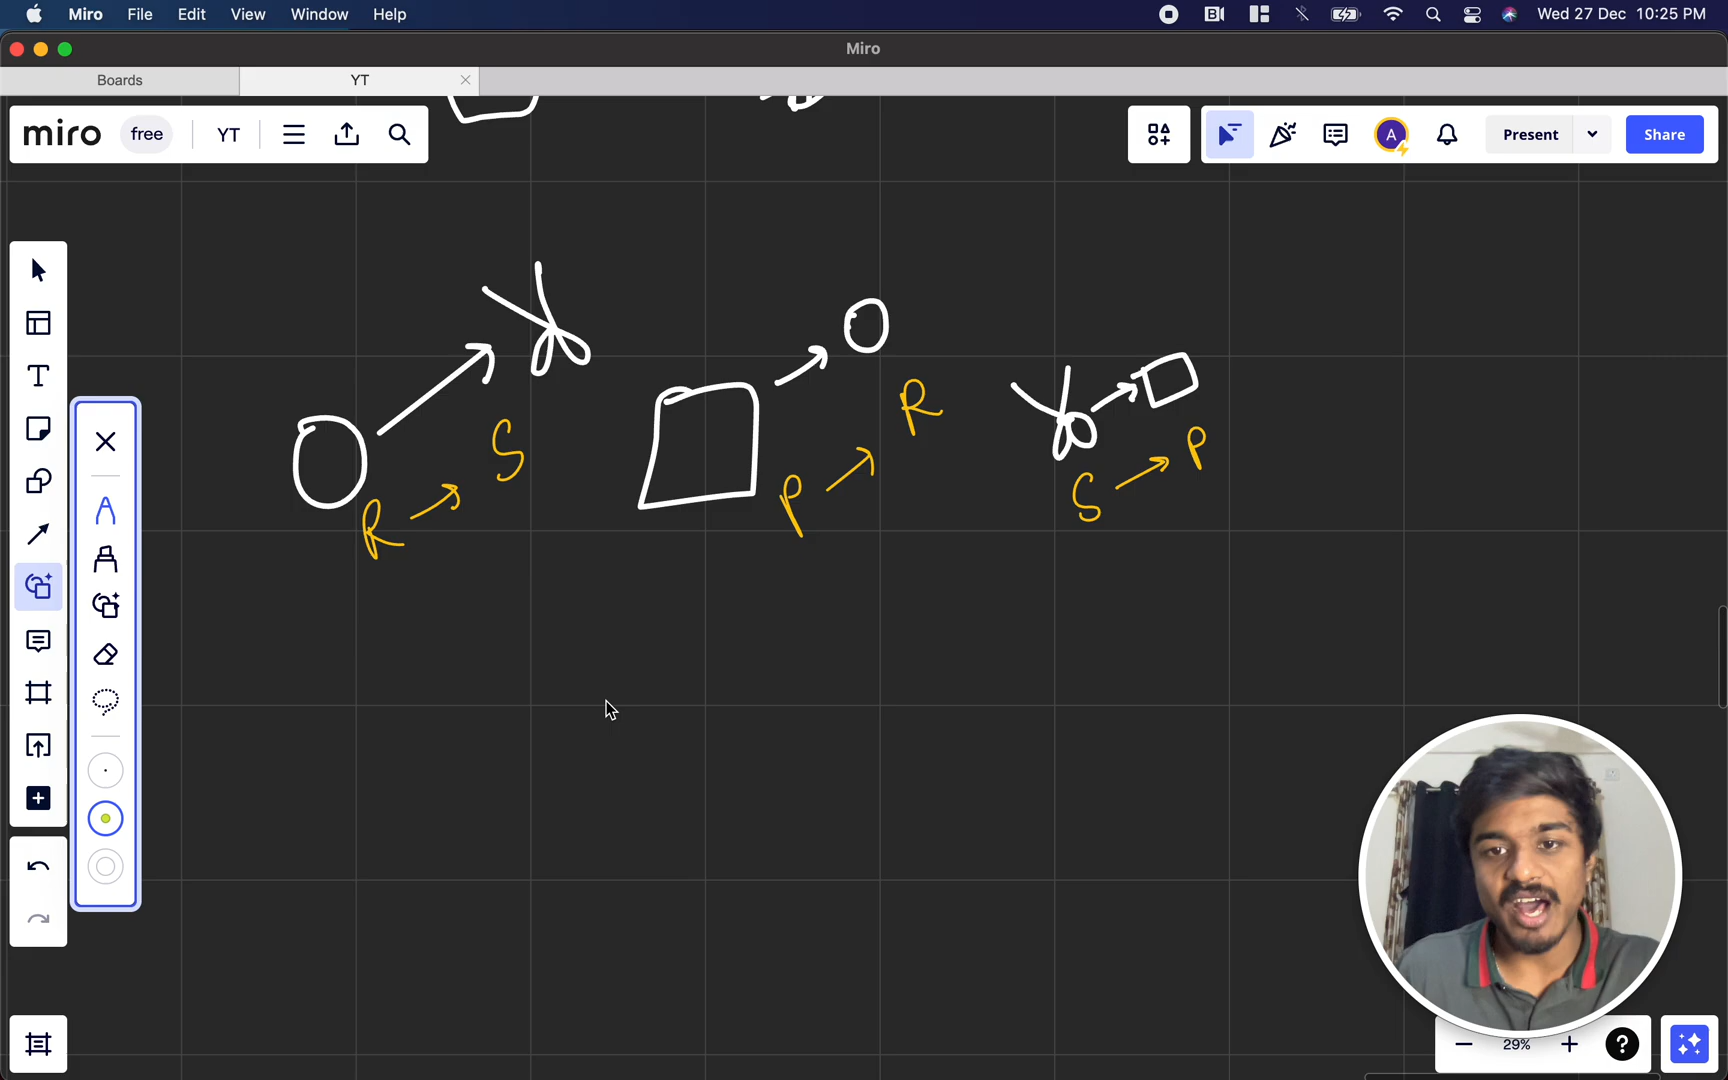 Miro File Edit View Window Help Wed 27 Dec 10:25 PM
Miro
Boards YT
miro free YT Present Share
A
R → S
P → R
S → P
29%